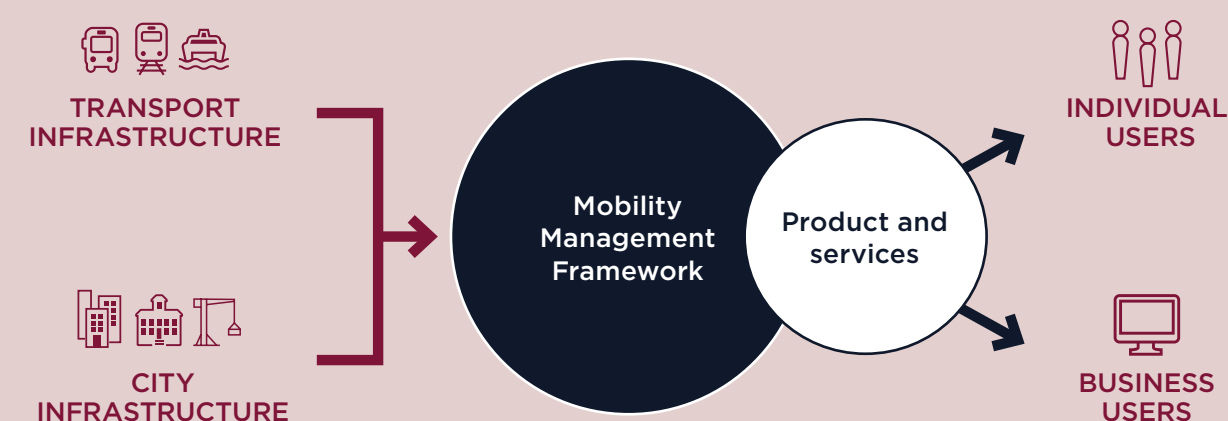 TRANSPORT
INFRASTRUCTURE
CITY
INFRASTRUCTURE
Mobility
Management
Framework
Product and
services
INDIVIDUAL
USERS
BUSINESS
USERS